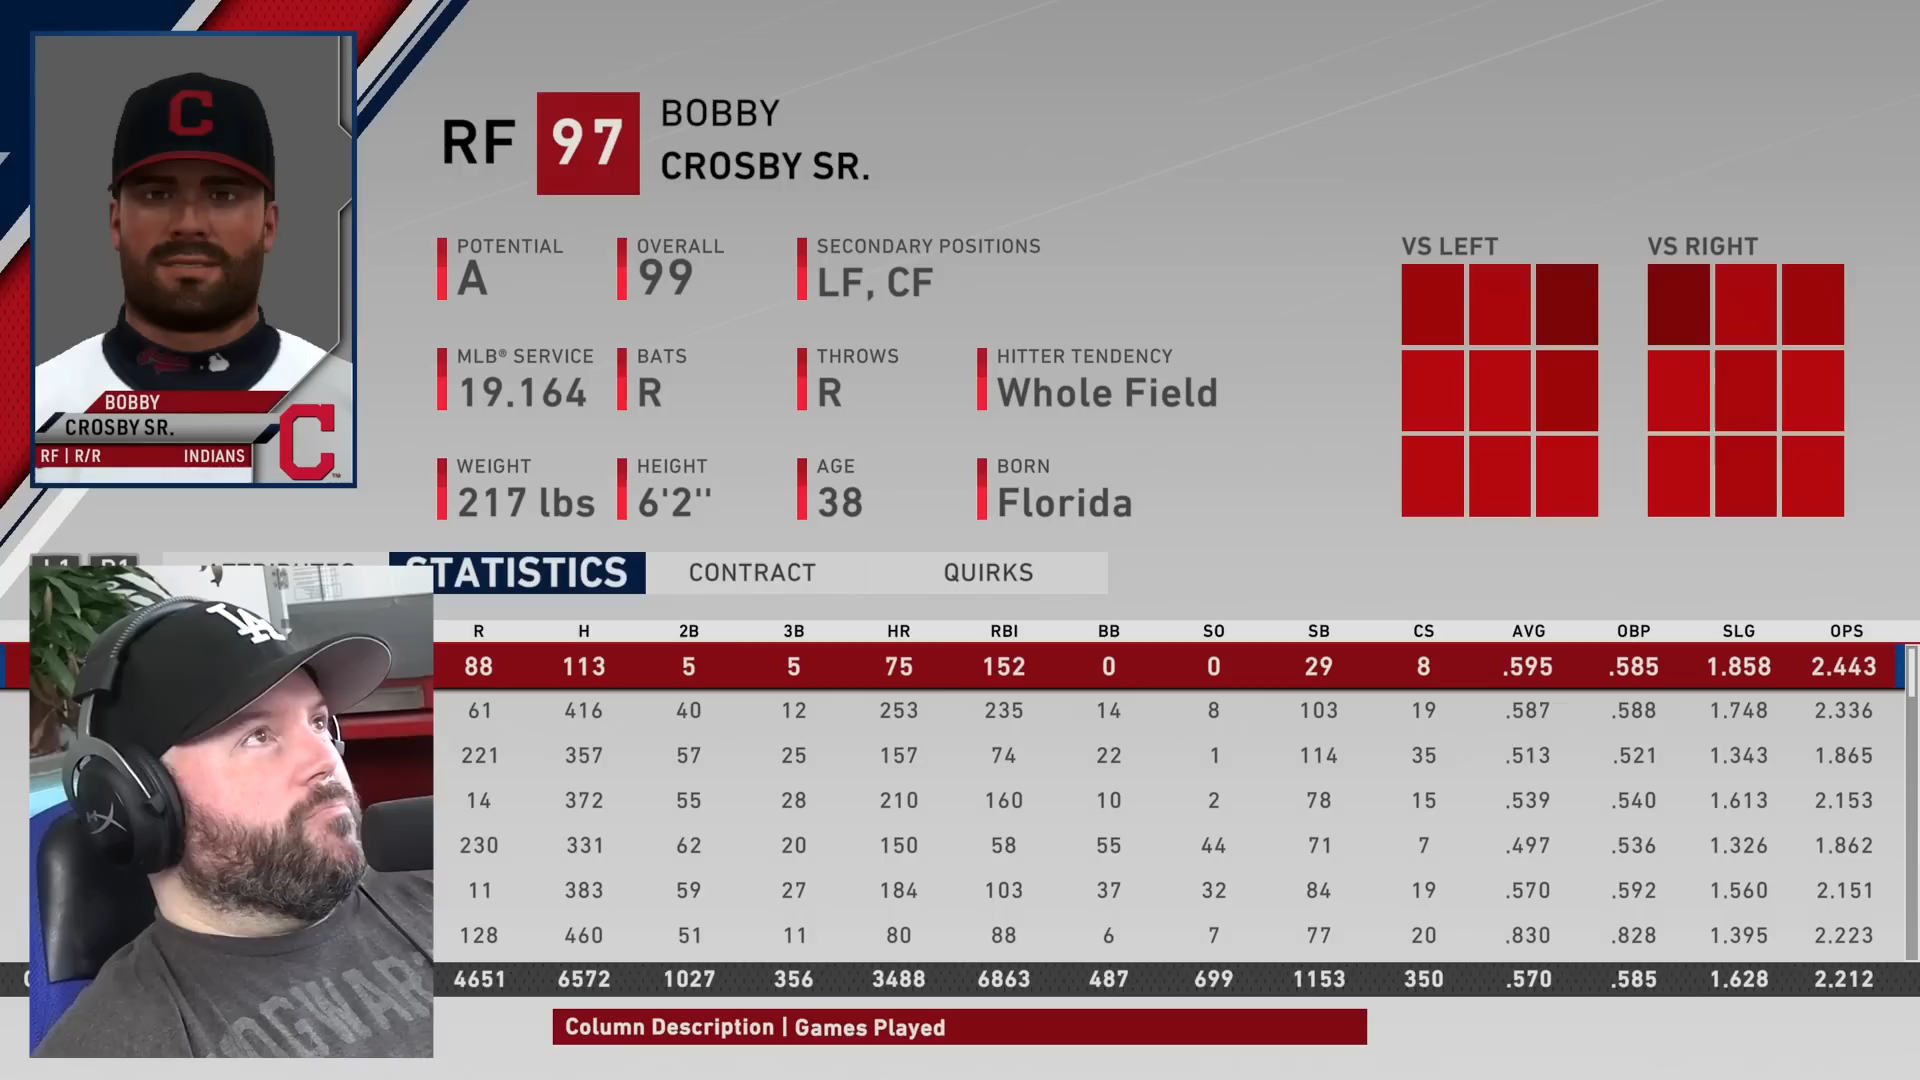 C
RF 97 BOBBY
CROSBY SR.
POTENTIAL OVERALL SECONDARY POSITIONS
A 99 LF, CF
VS LEFT VS RIGHT
MLB® SERVICE BATS THROWS HITTER TENDENCY
19.164 R R Whole Field
WEIGHT HEIGHT AGE BORN
217 lbs 6'2" 38 Florida
BOBBY
CROSBY SR.
RF | R/R INDIANS
C
STATISTICS CONTRACT QUIRKS
R H 2B 3B HR RBI BB SO SB CS AVG OBP SLG OPS
88 113 5 5 75 152 0 0 29 8 .595 .585 1.858 2.443
61 416 40 12 253 235 14 8 103 19 .587 .588 1.748 2.336
221 357 57 25 157 74 22 1 114 35 .513 .521 1.343 1.865
14 372 55 28 210 160 10 2 78 15 .539 .540 1.613 2.153
230 331 62 20 150 58 55 44 71 7 .497 .536 1.326 1.862
11 383 59 27 184 103 37 32 84 19 .570 .592 1.560 2.151
128 460 51 11 80 88 6 7 77 20 .830 .828 1.395 2.223
4651 6572 1027 356 3488 6863 487 699 1153 350 .570 .585 1.628 2.212
Column Description | Games Played
LA
HOGWAR